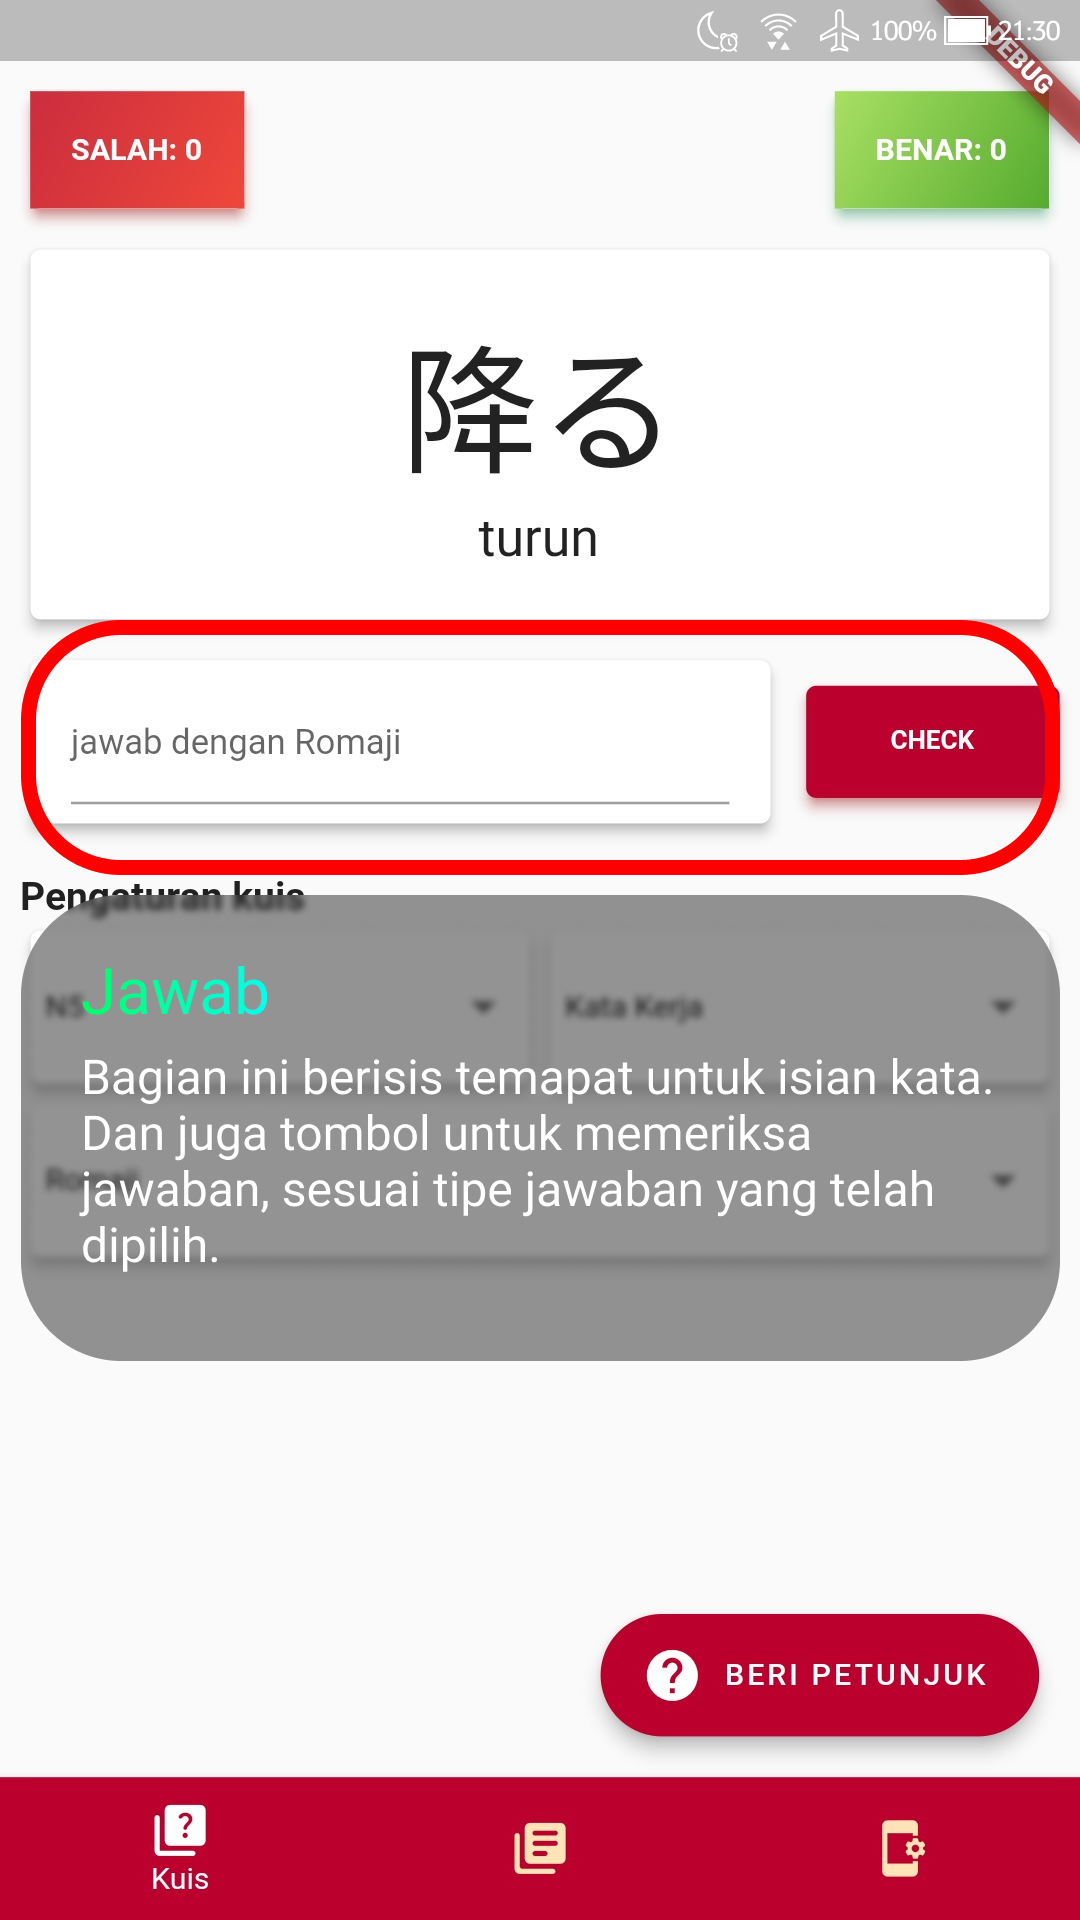 100% 21:30
DEBUG
SALAH: 0
BENAR: 0
降る
turun
jawab dengan Romaji
CHECK
Pengaturan kuis
N5
Kata Kerja
Jawab
Bagian ini berisis temapat untuk isian kata.
Dan juga tombol untuk memeriksa
jawaban, sesuai tipe jawaban yang telah
dipilih.
Romaji
BERI PETUNJUK
Kuis